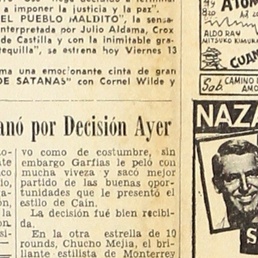 a imponer la justicia y la paz".
EL PUEBLO MALDITO", la sensa-
interpretada por Julio Aldama, Crox
de Castilla y con la inimitable gra-
tequilla", se estrena hoy Viernes 13
ma una emocionante cinta de gran
DE SATANAS" con Cornel Wilde y
anó por Decisión Ayer
vo como de costumbre, sin
embargo Garfias le peló con
mucha viveza y sacó mejor
partido de las buenas opor-
tunidades que le presentó el
estilo de Caín.
La decisión fué bien recibi-
da.
En la otra estrella de 10
rounds, Chucho Mejia, el bri-
llante estilista de Monterrey
ATOM
ALDO RAY
MITSUKO KIMURA
CUAN
Sab. CAMINO
AMO
NAZA
S